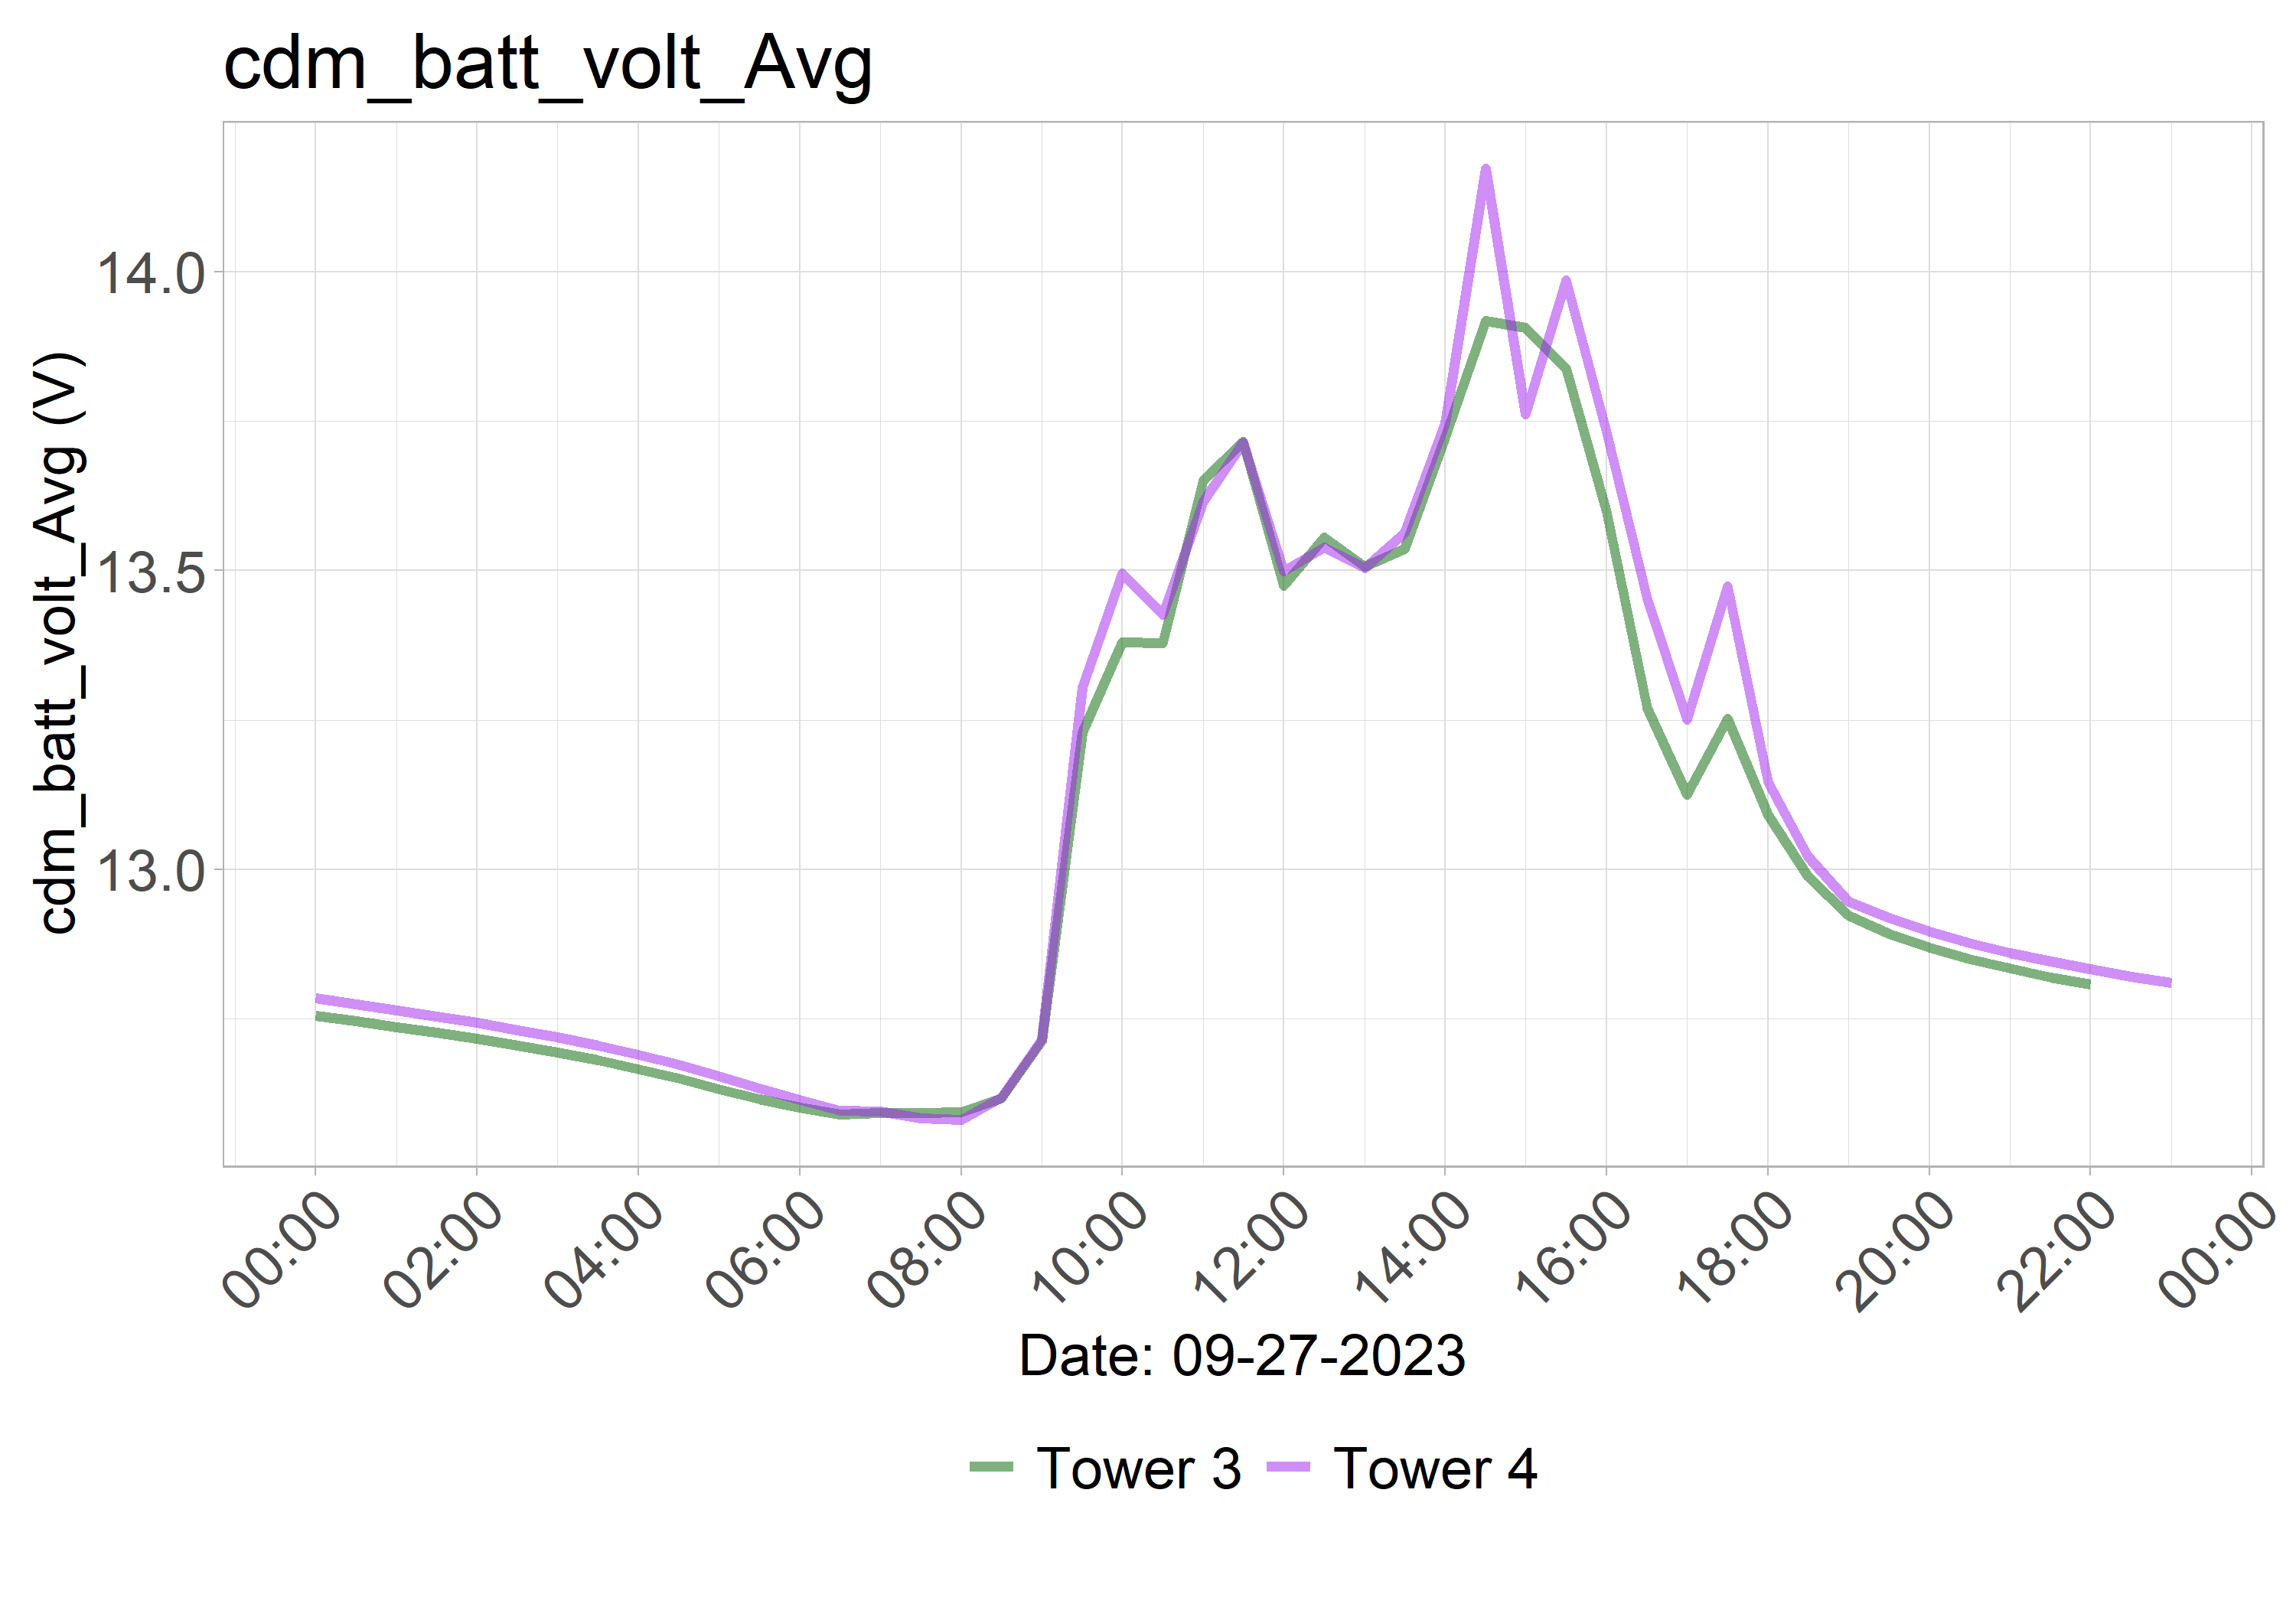 cdm_batt_volt_Avg
cdm_batt_volt_Avg (V)
14.0
13.5
13.0
00:00 02:00 04:00 06:00 08:00 10:00 12:00 14:00 16:00 18:00 20:00 22:00 00:00
Date: 09-27-2023
Tower 3 Tower 4